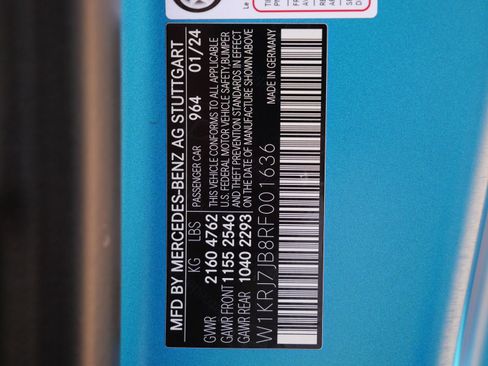 MFD BY MERCEDES-BENZ AG STUTTGART
KG LBS PASSENGER CAR 964 01/24
GVWR 2160 4762
GAWR FRONT 1155 2546
GAWR REAR 1040 2293
THIS VEHICLE CONFORMS TO ALL APPLICABLE
U.S. FEDERAL MOTOR VEHICLE SAFETY, BUMPER
AND THEFT PREVENTION STANDARDS IN EFFECT
ON THE DATE OF MANUFACTURE SHOWN ABOVE
MADE IN GERMANY
W1KRJ7JB8RF001636
Le